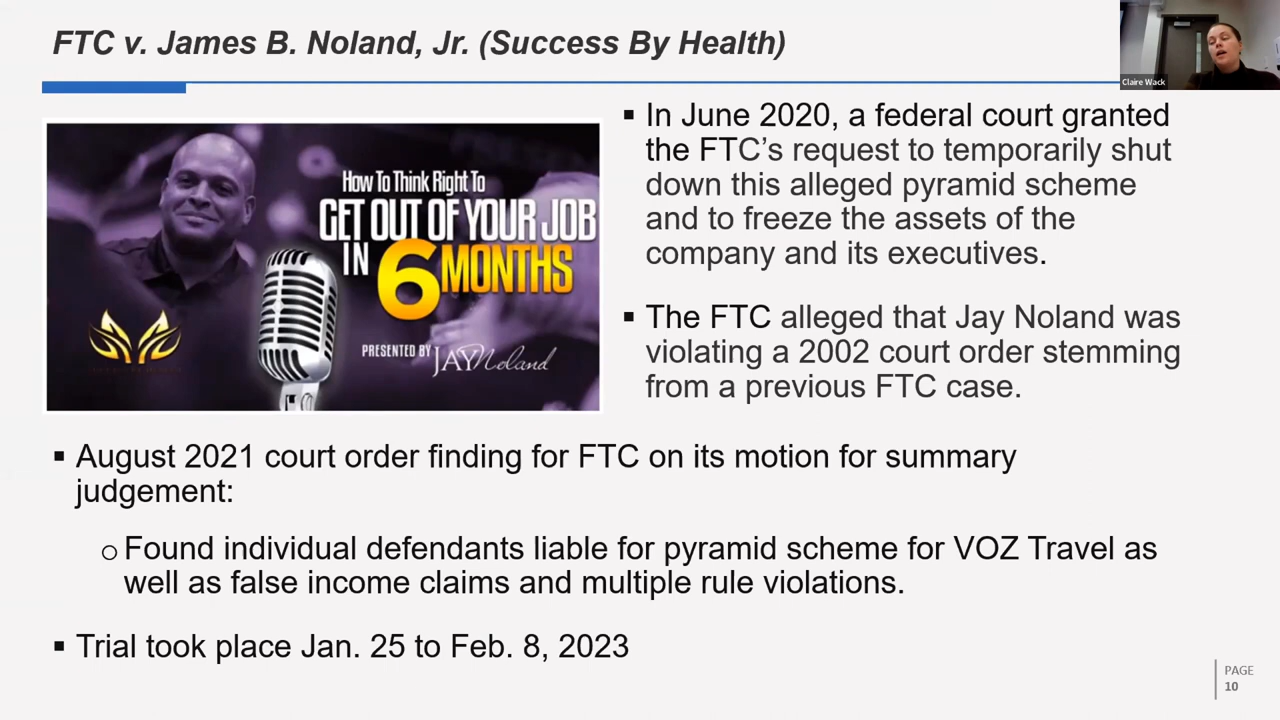 FTC v. James B. Noland, Jr. (Success By Health)
Claire Wack
How To Think Right To
GET OUT OF YOUR JOB
IN 6 MONTHS
PRESENTED BY JAY Noland
▪ In June 2020, a federal court granted
the FTC’s request to temporarily shut
down this alleged pyramid scheme
and to freeze the assets of the
company and its executives.
▪ The FTC alleged that Jay Noland was
violating a 2002 court order stemming
from a previous FTC case.
▪ August 2021 court order finding for FTC on its motion for summary
judgement:
o Found individual defendants liable for pyramid scheme for VOZ Travel as
well as false income claims and multiple rule violations.
▪ Trial took place Jan. 25 to Feb. 8, 2023
PAGE
10